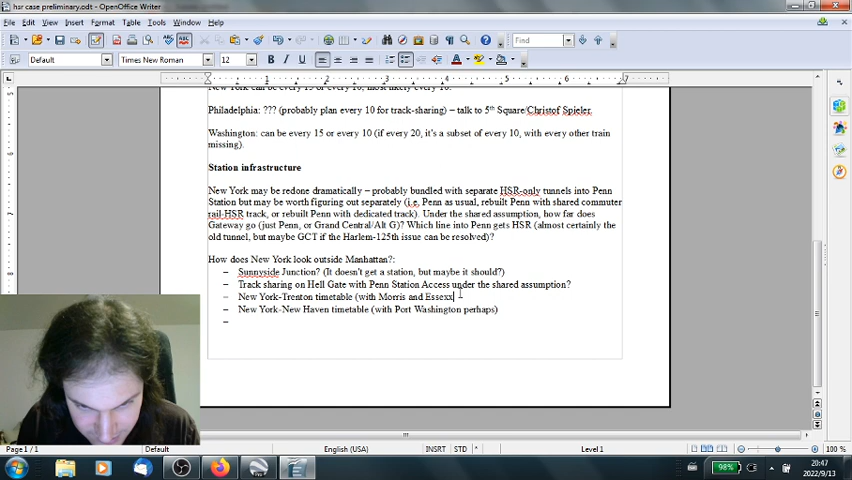 hsr case preliminary.odt - OpenOffice Writer
File Edit View Insert Format Table Tools Window Help
Find
Default Times New Roman 12
1 2 3 4 5 6 7
New York can be every 15 or every 10, most likely every 10.
Philadelphia: ??? (probably plan every 10 for track-sharing) – talk to 5th Square/Christof Spieler.
Washington: can be every 15 or every 10 (if every 20, it's a subset of every 10, with every other train
missing).
Station infrastructure
New York may be redone dramatically – probably bundled with separate HSR-only tunnels into Penn
Station but may be worth figuring out separately (i.e. Penn as usual, rebuilt Penn with shared commuter
rail-HSR track, or rebuilt Penn with dedicated track). Under the shared assumption, how far does
Gateway go (just Penn, or Grand Central/Alt G)? Which line into Penn gets HSR (almost certainly the
old tunnel, but maybe GCT if the Harlem-125th issue can be resolved)?
How does New York look outside Manhattan?:
– Sunnyside Junction? (It doesn't get a station, but maybe it should?)
– Track sharing on Hell Gate with Penn Station Access under the shared assumption?
– New York-Trenton timetable (with Morris and Essexx
– New York-New Haven timetable (with Port Washington perhaps)
–
Page 1 / 1 Default English (USA) INSRT STD * Level 1 100 %
98% 20:47
2022/9/13